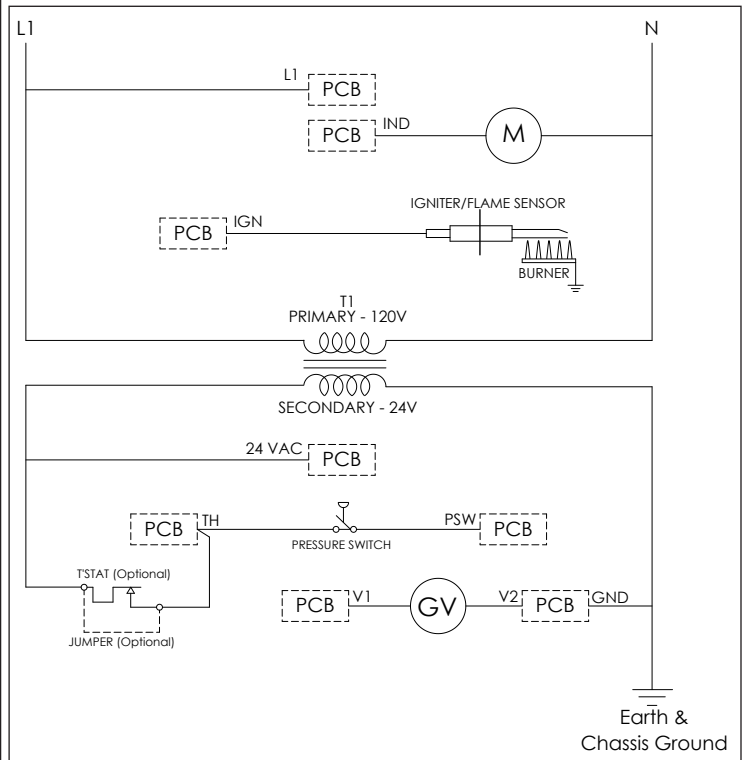 L1
N
L1
PCB
PCB
IND
M
IGNITER/FLAME SENSOR
PCB
IGN
BURNER
T1
PRIMARY - 120V
SECONDARY - 24V
24 VAC
PCB
PCB
TH
PSW
PCB
PRESSURE SWITCH
T'STAT (Optional)
JUMPER (Optional)
PCB
V1
GV
V2
PCB
GND
Earth &
Chassis Ground